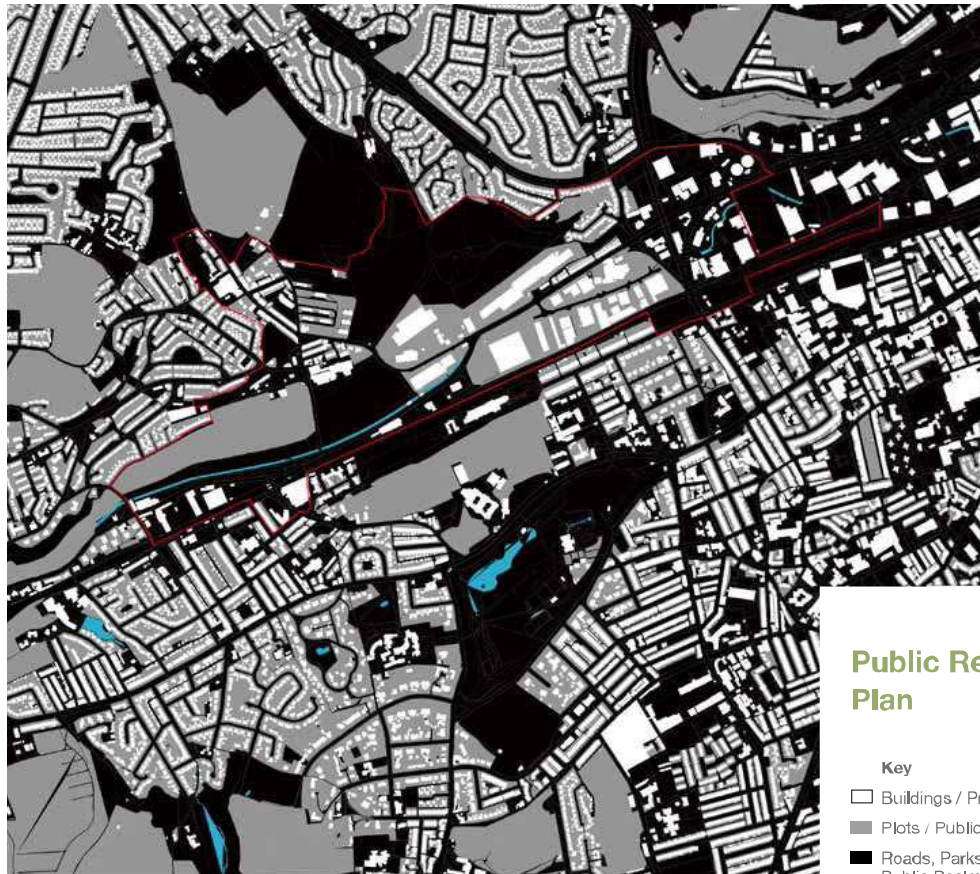 Public Re
Plan
Key
Buildings / Pr
Plots / Public
Roads, Parks